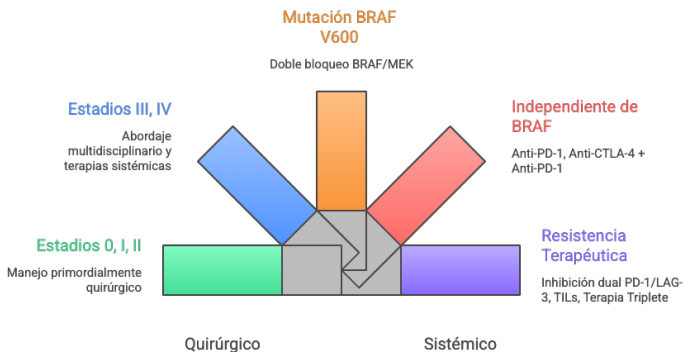 Mutación BRAF
V600
Doble bloqueo BRAF/MEK
Estadios III, IV
Abordaje
multidisciplinario y
terapias sistémicas
Independiente de
BRAF
Anti-PD-1, Anti-CTLA-4 +
Anti-PD-1
Estadios 0, I, II
Manejo primordialmente
quirúrgico
Resistencia
Terapéutica
Inhibición dual PD-1/LAG-
3, TILs, Terapia Triplete
Quirúrgico
Sistémico